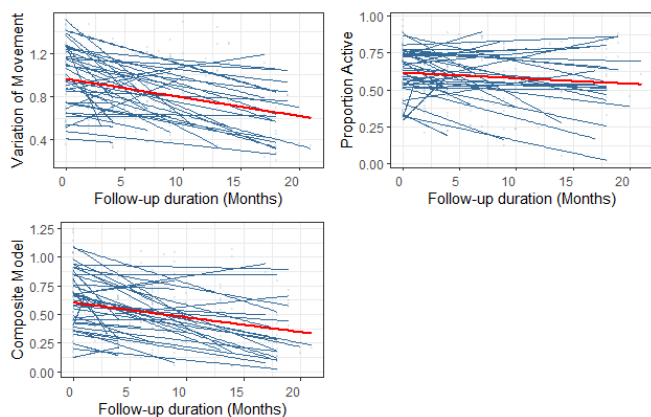 Variation of Movement
1.2
0.8
0.4
0 5 10 15 20
Follow-up duration (Months)
Proportion Active
1.00
0.75
0.50
0.25
0.00
0 5 10 15 20
Follow-up duration (Months)
Composite Model
1.25
1.00
0.75
0.50
0.25
0.00
0 5 10 15 20
Follow-up duration (Months)